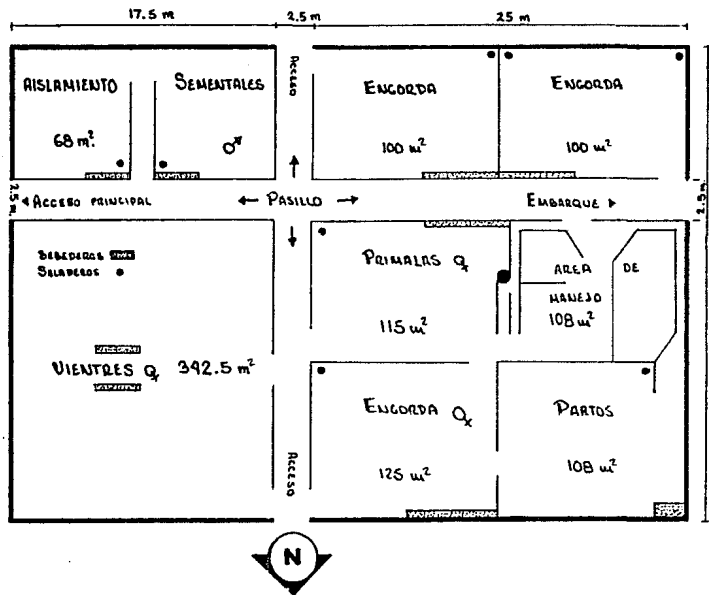 17.5 m
2.5 m
25 m
AISLAMIENTO
68 m².
SEMENTALES
♂
ACCESO
ENGORDA
100 m²
ENGORDA
100 m²
2.5 m.
ACCESO PRINCIPAL
PASILLO
EMBARQUE
2.5 m.
BEBEDEROS
SALADEROS
VIENTRES ♀ 342.5 m²
PRIMALAS ♀
115 m²
AREA DE
MANEJO
108 m²
ENGORDA ♀
125 m²
PARTOS
108 m²
ACCESO
N